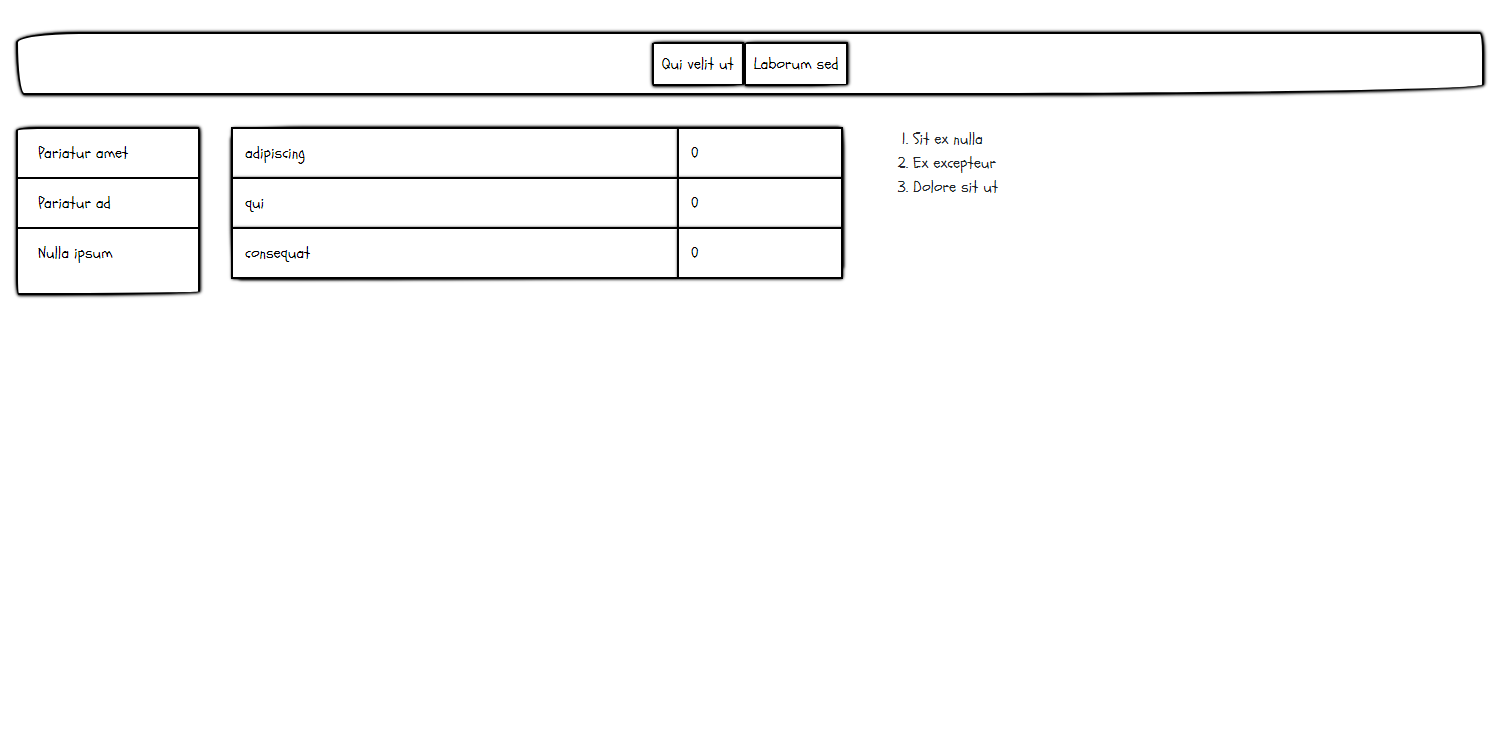 Qui velit ut Laborum sed
Pariatur amet
Pariatur ad
Nulla ipsum
adipiscing 0
qui 0
consequat 0
1. Sit ex nulla
2. Ex excepteur
3. Dolore sit ut